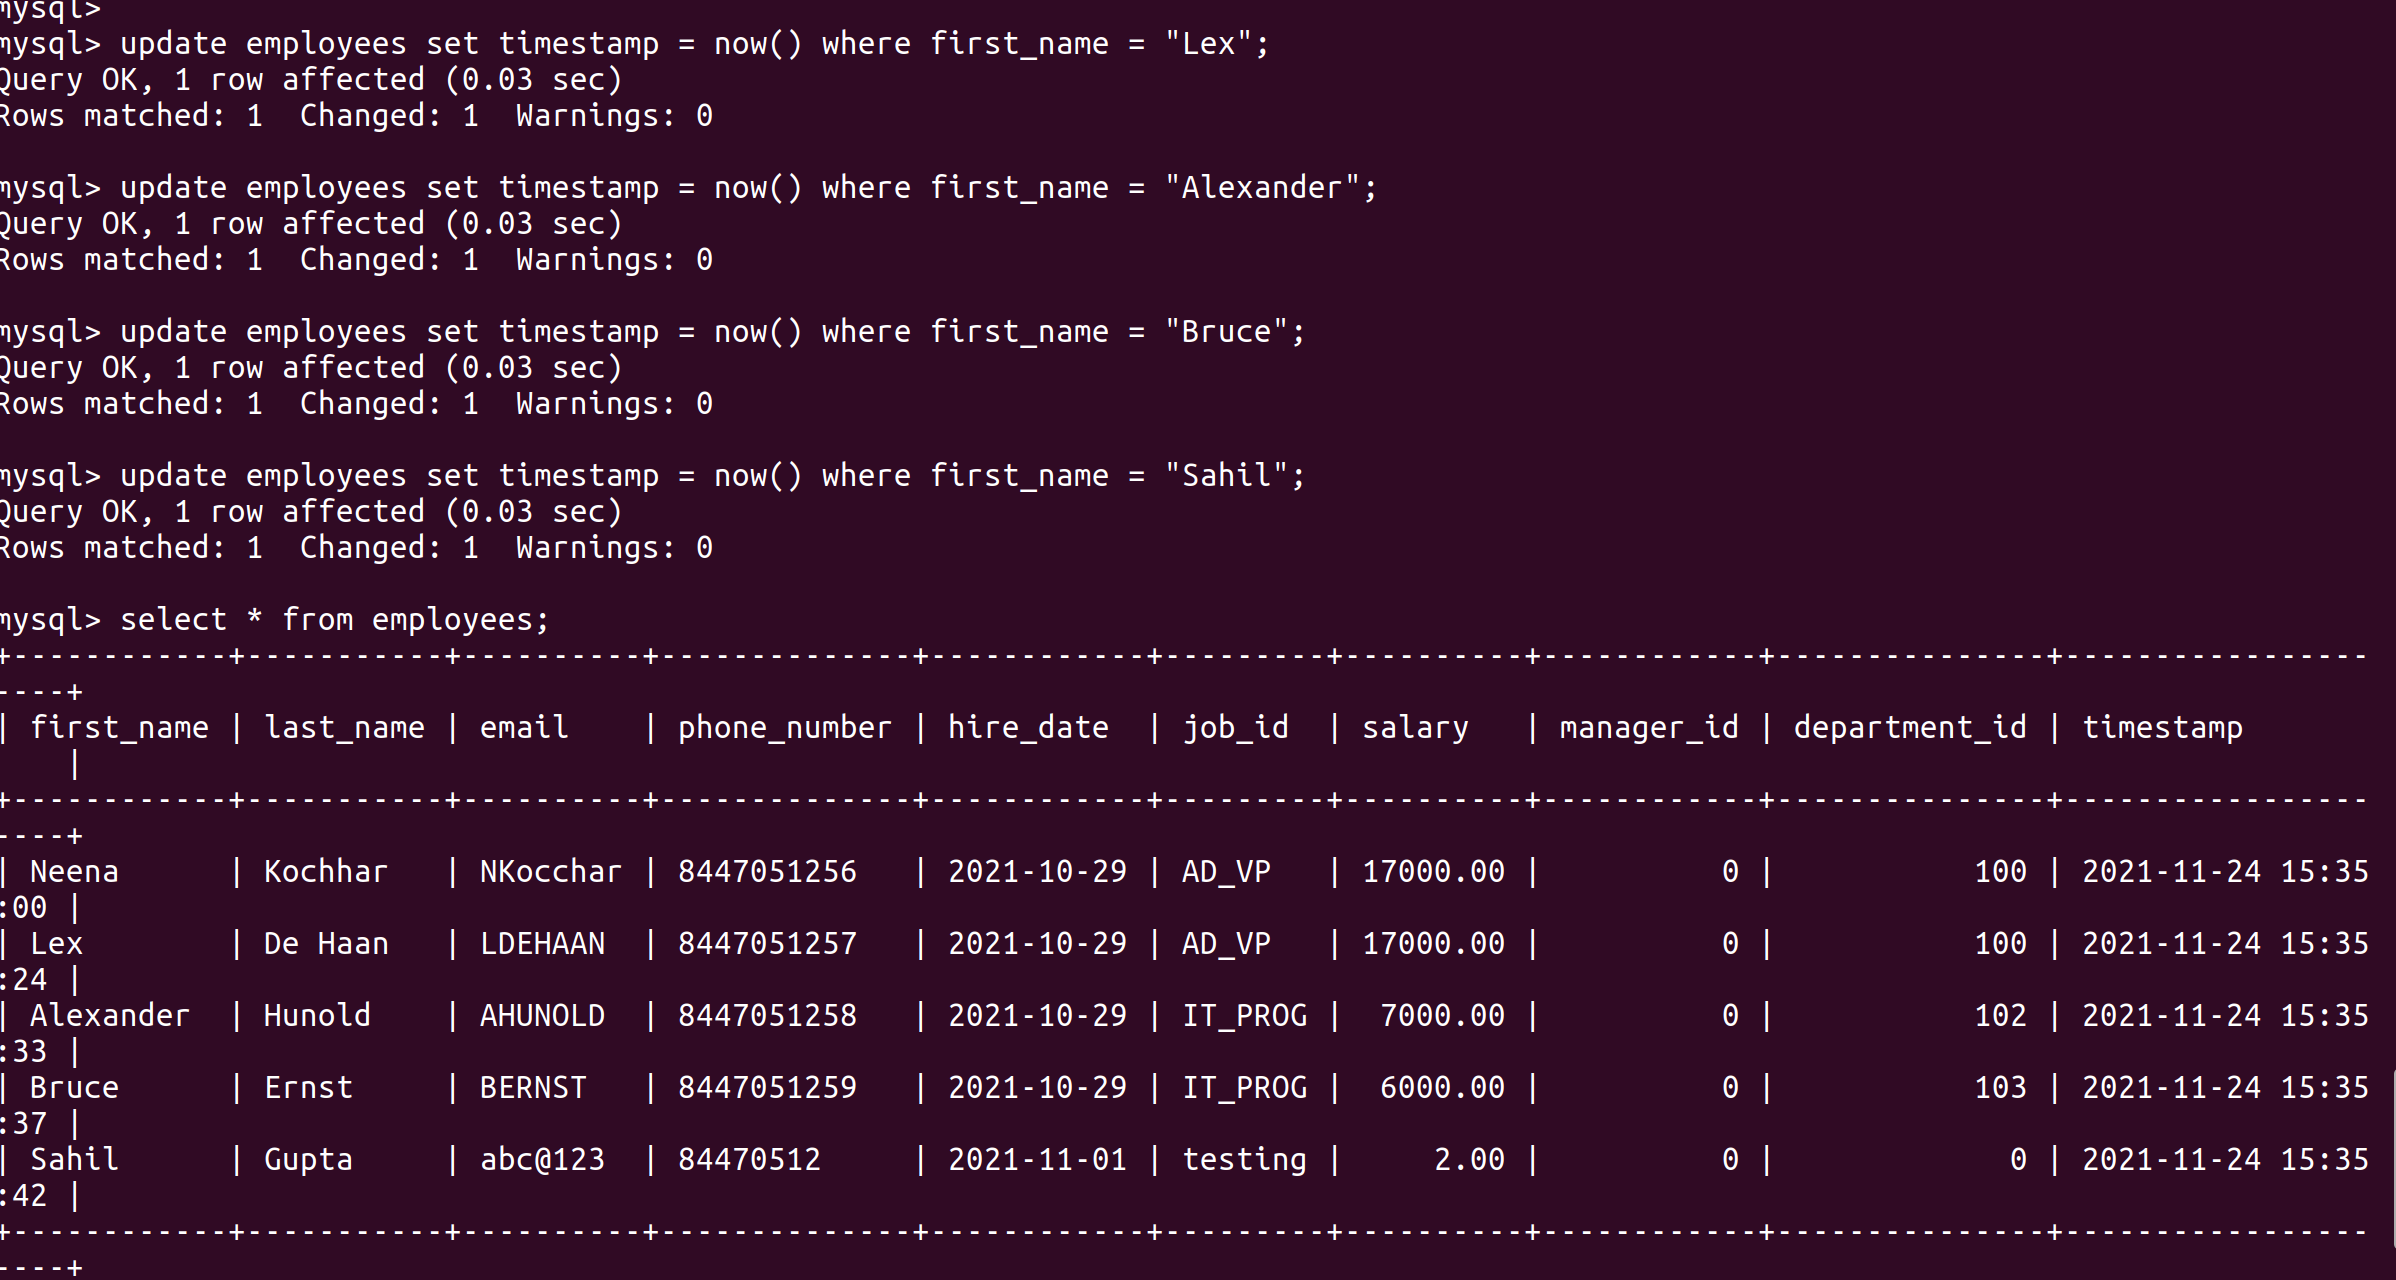 mysql>
mysql> update employees set timestamp = now() where first_name = "Lex";
Query OK, 1 row affected (0.03 sec)
Rows matched: 1  Changed: 1  Warnings: 0

mysql> update employees set timestamp = now() where first_name = "Alexander";
Query OK, 1 row affected (0.03 sec)
Rows matched: 1  Changed: 1  Warnings: 0

mysql> update employees set timestamp = now() where first_name = "Bruce";
Query OK, 1 row affected (0.03 sec)
Rows matched: 1  Changed: 1  Warnings: 0

mysql> update employees set timestamp = now() where first_name = "Sahil";
Query OK, 1 row affected (0.03 sec)
Rows matched: 1  Changed: 1  Warnings: 0

mysql> select * from employees;
+------------+-----------+----------+--------------+------------+---------+----------+------------+---------------+-----------------
----+
| first_name | last_name | email    | phone_number | hire_date  | job_id  | salary   | manager_id | department_id | timestamp
    |
+------------+-----------+----------+--------------+------------+---------+----------+------------+---------------+-----------------
----+
| Neena      | Kochhar   | NKocchar | 8447051256   | 2021-10-29 | AD_VP   | 17000.00 |          0 |           100 | 2021-11-24 15:35
:00 |
| Lex        | De Haan   | LDEHAAN  | 8447051257   | 2021-10-29 | AD_VP   | 17000.00 |          0 |           100 | 2021-11-24 15:35
:24 |
| Alexander  | Hunold    | AHUNOLD  | 8447051258   | 2021-10-29 | IT_PROG |  7000.00 |          0 |           102 | 2021-11-24 15:35
:33 |
| Bruce      | Ernst     | BERNST   | 8447051259   | 2021-10-29 | IT_PROG |  6000.00 |          0 |           103 | 2021-11-24 15:35
:37 |
| Sahil      | Gupta     | abc@123  | 84470512     | 2021-11-01 | testing |     2.00 |          0 |             0 | 2021-11-24 15:35
:42 |
+------------+-----------+----------+--------------+------------+---------+----------+------------+---------------+-----------------
----+